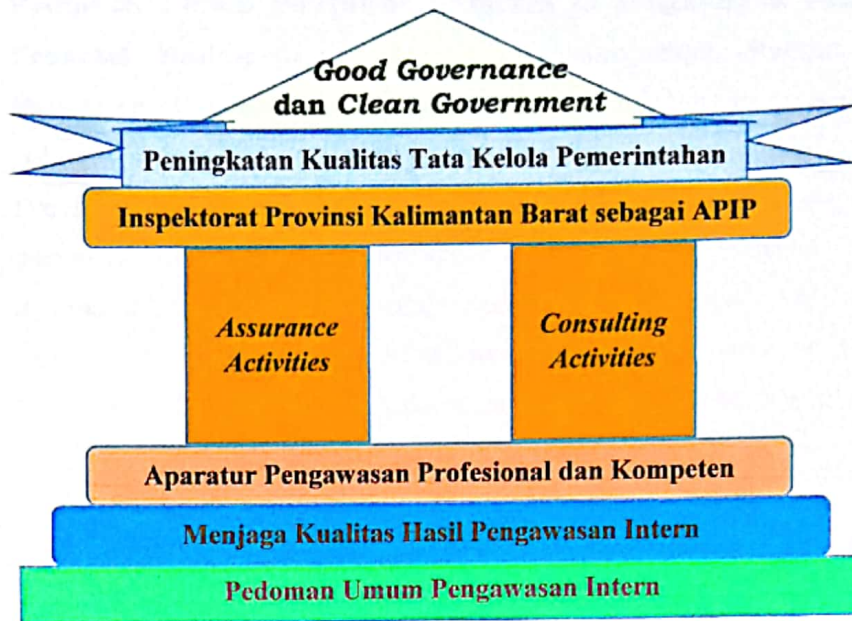 Good Governance
dan Clean Government
Peningkatan Kualitas Tata Kelola Pemerintahan
Inspektorat Provinsi Kalimantan Barat sebagai APIP
Assurance
Activities
Consulting
Activities
Aparatur Pengawasan Profesional dan Kompeten
Menjaga Kualitas Hasil Pengawasan Intern
Pedoman Umum Pengawasan Intern